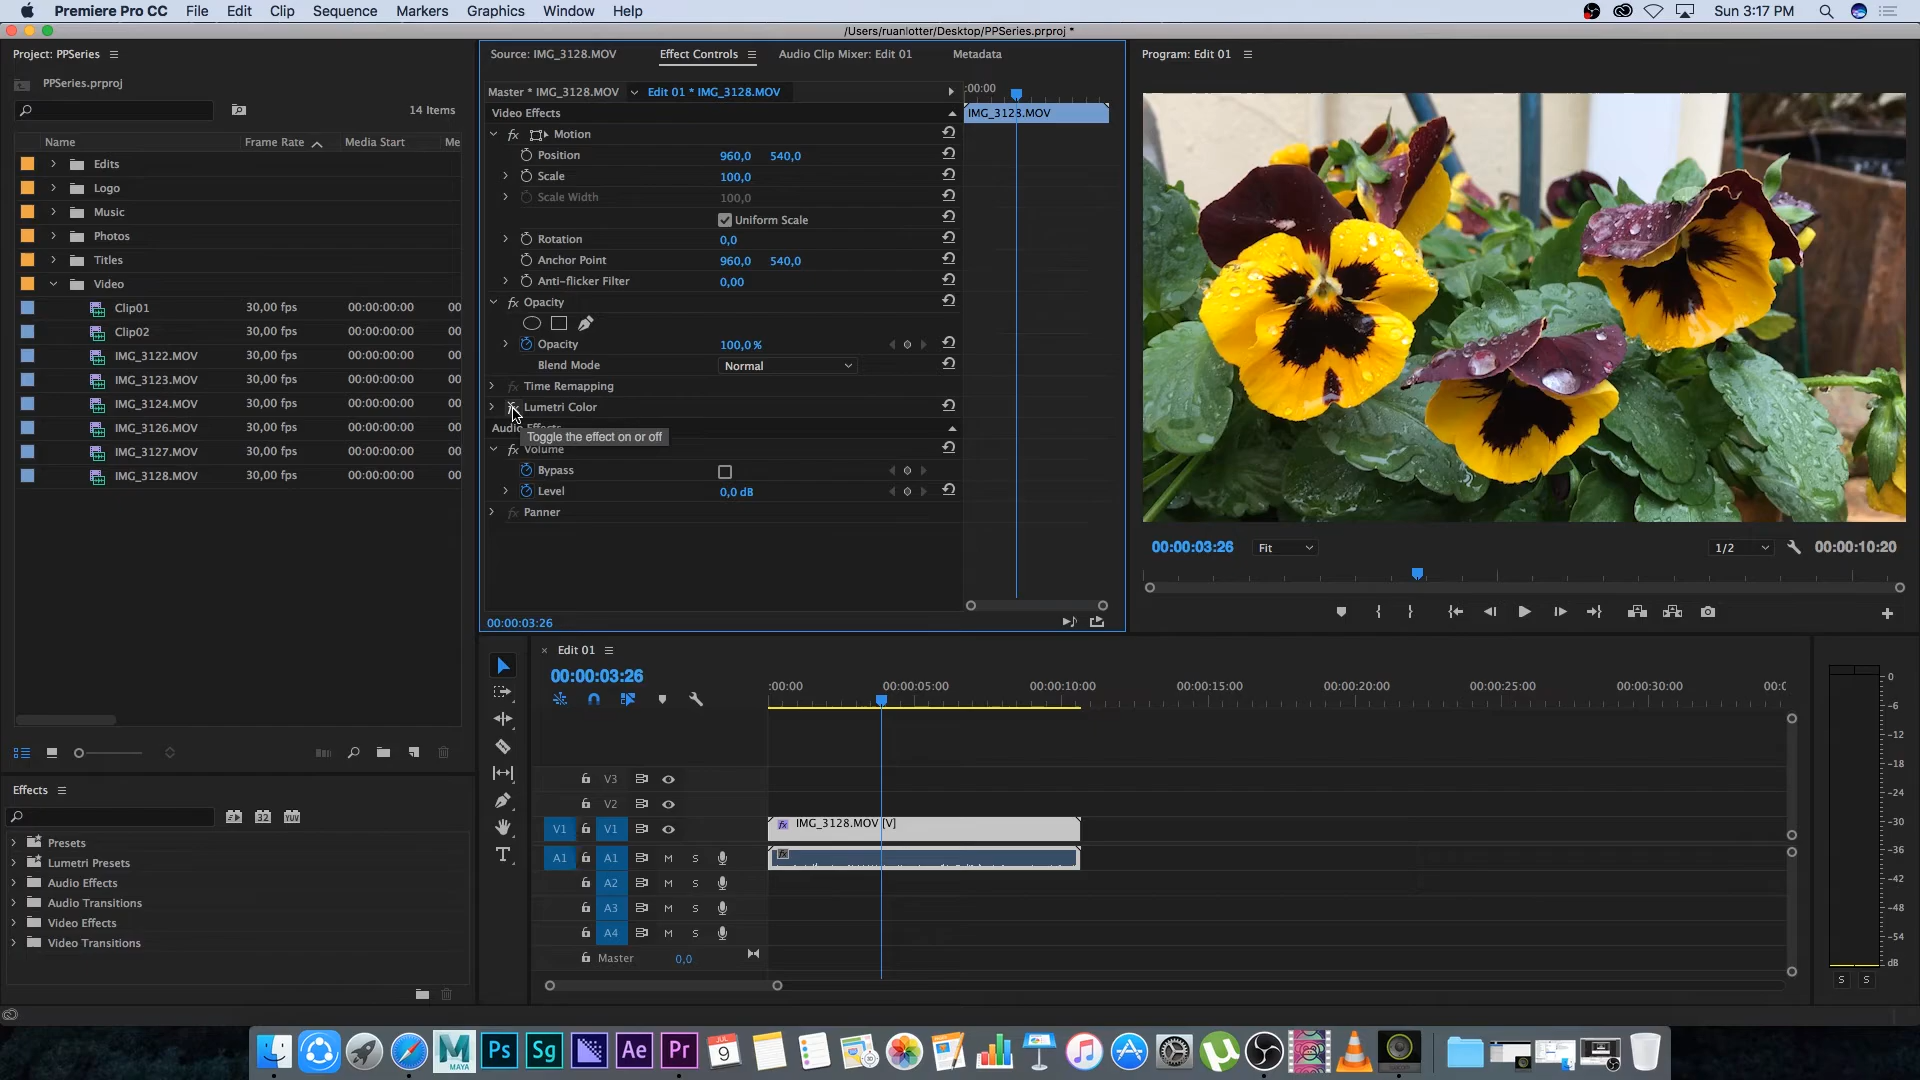 Premiere Pro CC File Edit Clip Sequence Markers Graphics Window Help Sun 3:17 PM
/Users/ruanlotter/Desktop/PPSeries.prproj *
Project: PPSeries
PPSeries.prproj
14 Items
Name Frame Rate Media Start Me
Edits
Logo
Music
Photos
Titles
Video
Clip01 30,00 fps 00:00:00:00 00
Clip02 30,00 fps 00:00:00:00 00
IMG_3122.MOV 30,00 fps 00:00:00:00 00
IMG_3123.MOV 30,00 fps 00:00:00:00 00
IMG_3124.MOV 30,00 fps 00:00:00:00 00
IMG_3126.MOV 30,00 fps 00:00:00:00 00
IMG_3127.MOV 30,00 fps 00:00:00:00 00
IMG_3128.MOV 30,00 fps 00:00:00:00 00
Source: IMG_3128.MOV Effect Controls Audio Clip Mixer: Edit 01 Metadata
Master * IMG_3128.MOV Edit 01 * IMG_3128.MOV :00:00
Video Effects IMG_3128.MOV
fx Motion
Position 960,0 540,0
Scale 100,0
Scale Width 100,0
Uniform Scale
Rotation 0,0
Anchor Point 960,0 540,0
Anti-flicker Filter 0,00
fx Opacity
Opacity 100,0 %
Blend Mode Normal
fx Time Remapping
Lumetri Color
Audio Effects
Toggle the effect on or off
fx Volume
Bypass
Level 0,0 dB
fx Panner
00:00:03:26
Program: Edit 01
00:00:03:26 Fit 1/2 00:00:10:20
Effects
32 YUV
Presets
Lumetri Presets
Audio Effects
Audio Transitions
Video Effects
Video Transitions
Edit 01
00:00:03:26
:00:00 00:00:05:00 00:00:10:00 00:00:15:00 00:00:20:00 00:00:25:00 00:00:30:00 00:0
V3
V2
V1 V1 fx IMG_3128.MOV [V]
A1 A1 M S fx
A2 M S
A3 M S
A4 M S
Master 0,0
T
0
-6
-12
-18
-24
-30
-36
-42
-48
-54
dB
S S
MAYA Ps Sg Ae Pr JUL 9